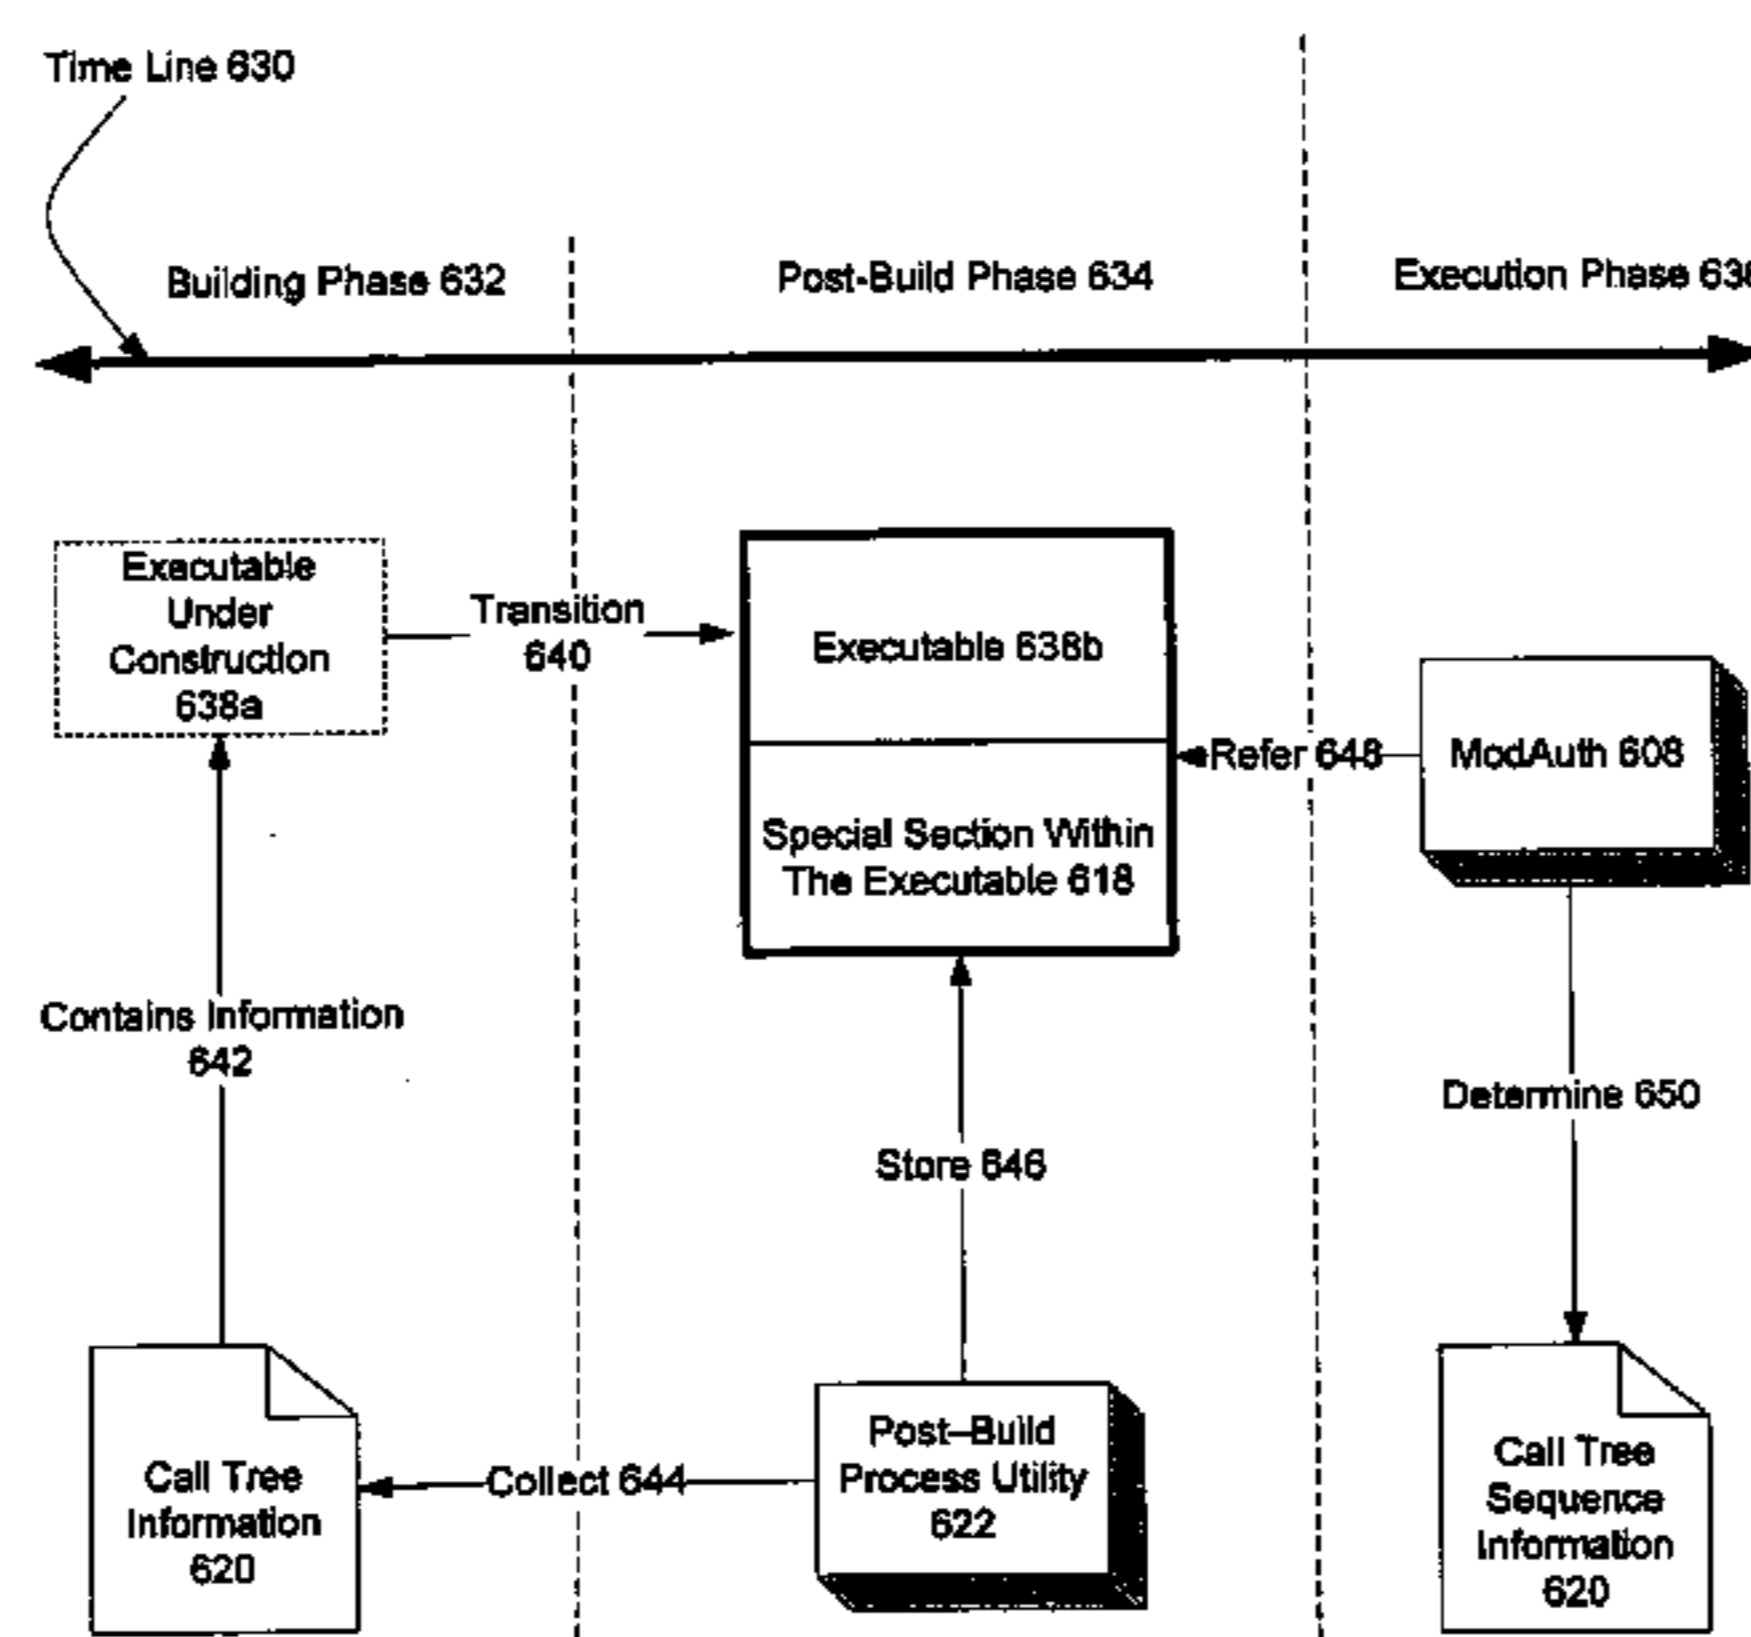 Time Line 630
Building Phase 632
Post-Build Phase 634
Execution Phase 636
Executable
Under
Construction
638a
Transition
640
Executable 638b
Special Section Within
The Executable 618
Refer 648
ModAuth 608
Contains Information
642
Store 646
Determine 650
Call Tree
Information
620
Collect 644
Post–Build
Process Utility
622
Call Tree
Sequence
Information
620